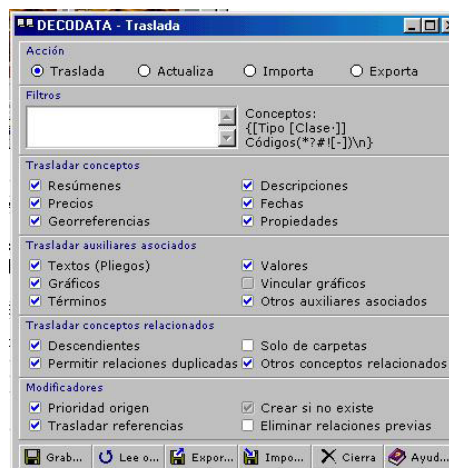 DECODATA - Traslada
Acción
Traslada Actualiza Importa Exporta
Filtros
Conceptos:
{[Tipo [Clase·]]
Códigos(*?#![-])\n}
Trasladar conceptos
Resúmenes Descripciones
Precios Fechas
Georreferencias Propiedades
Trasladar auxiliares asociados
Textos (Pliegos) Valores
Gráficos Vincular gráficos
Términos Otros auxiliares asociados
Trasladar conceptos relacionados
Descendientes Solo de carpetas
Permitir relaciones duplicadas Otros conceptos relacionados
Modificadores
Prioridad origen Crear si no existe
Trasladar referencias Eliminar relaciones previas
Grab... Lee o... Expor... Impo... Cierra Ayud...